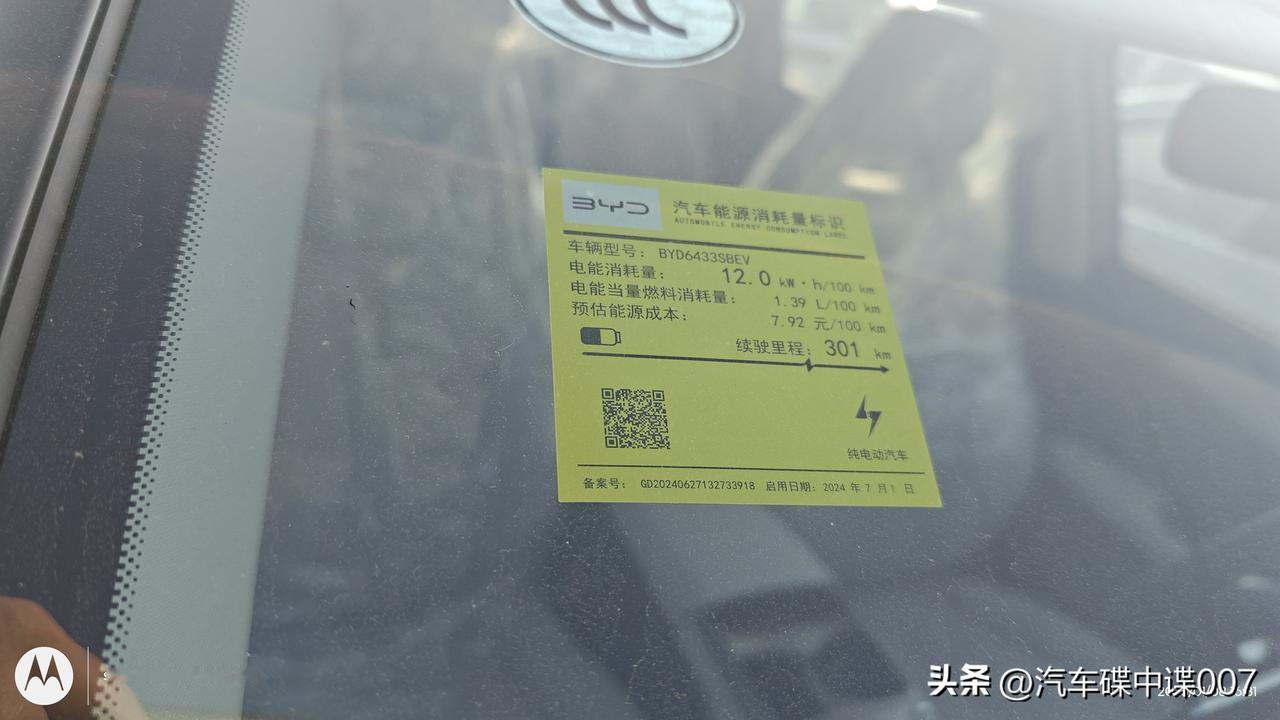 BYD
汽车能源消耗量标识
AUTOMOBILE ENERGY CONSUMPTION LABEL
车辆型号: BYD6433SBEV
电能消耗量: 12.0 kW·h/100 km
电能当量燃料消耗量: 1.39 L/100 km
预估能源成本: 7.92 元/100 km
续驶里程: 301 km
纯电动汽车
备案号: GD20240627132733918 启用日期: 2024 年 7 月 1 日
头条 @汽车碟中谍007